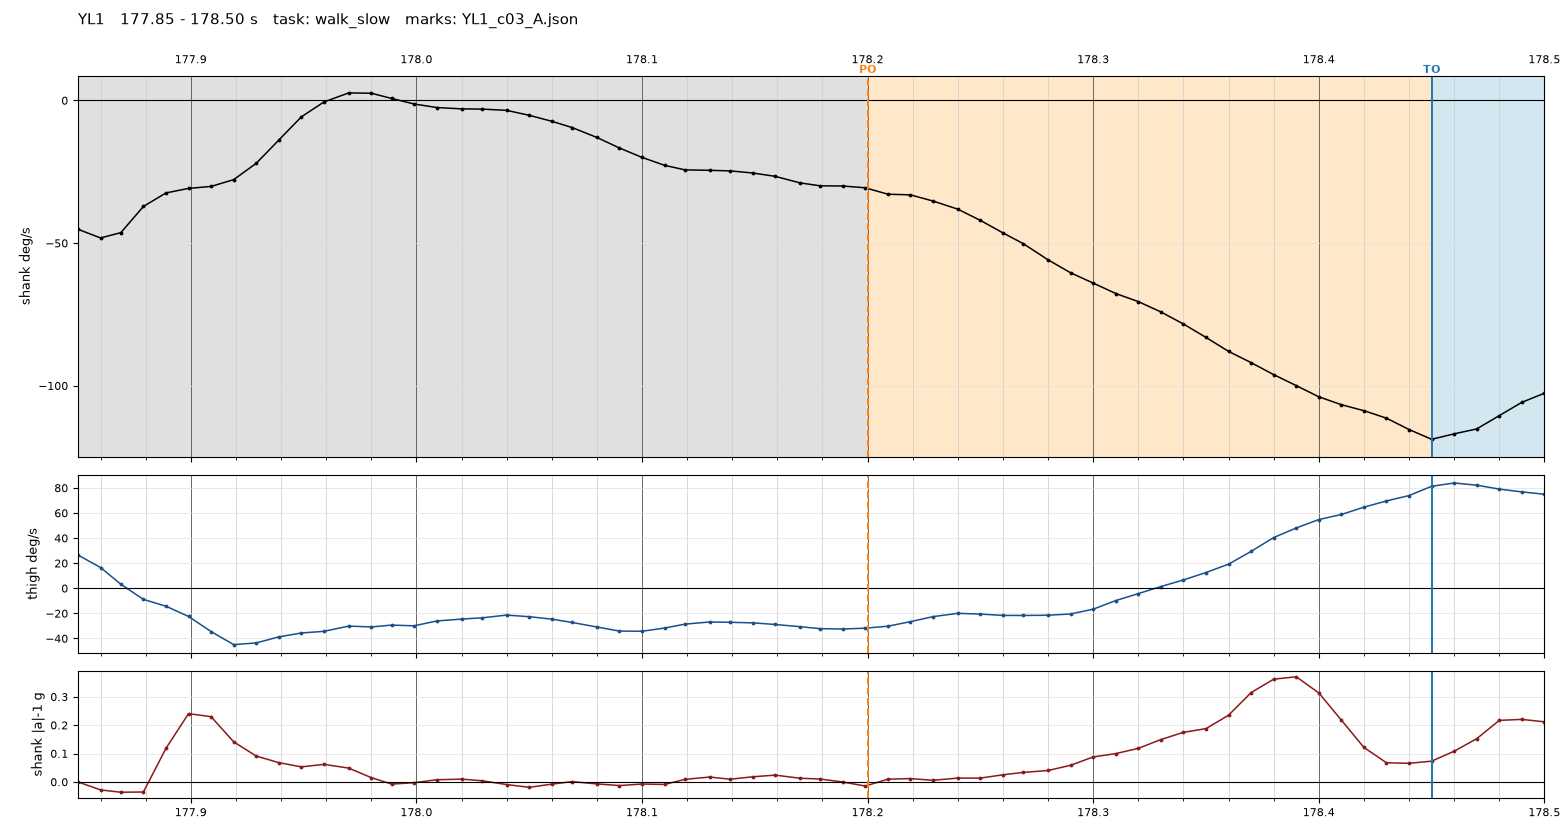 YL1   177.85 - 178.50 s   task: walk_slow   marks: YL1_c03_A.json
177.9 178.0 178.1 178.2 178.3 178.4 178.5
PO TO
shank deg/s
0
−50
−100
thigh deg/s
80
60
40
20
0
−20
−40
shank |a|-1 g
0.3
0.2
0.1
0.0
177.9 178.0 178.1 178.2 178.3 178.4 178.5